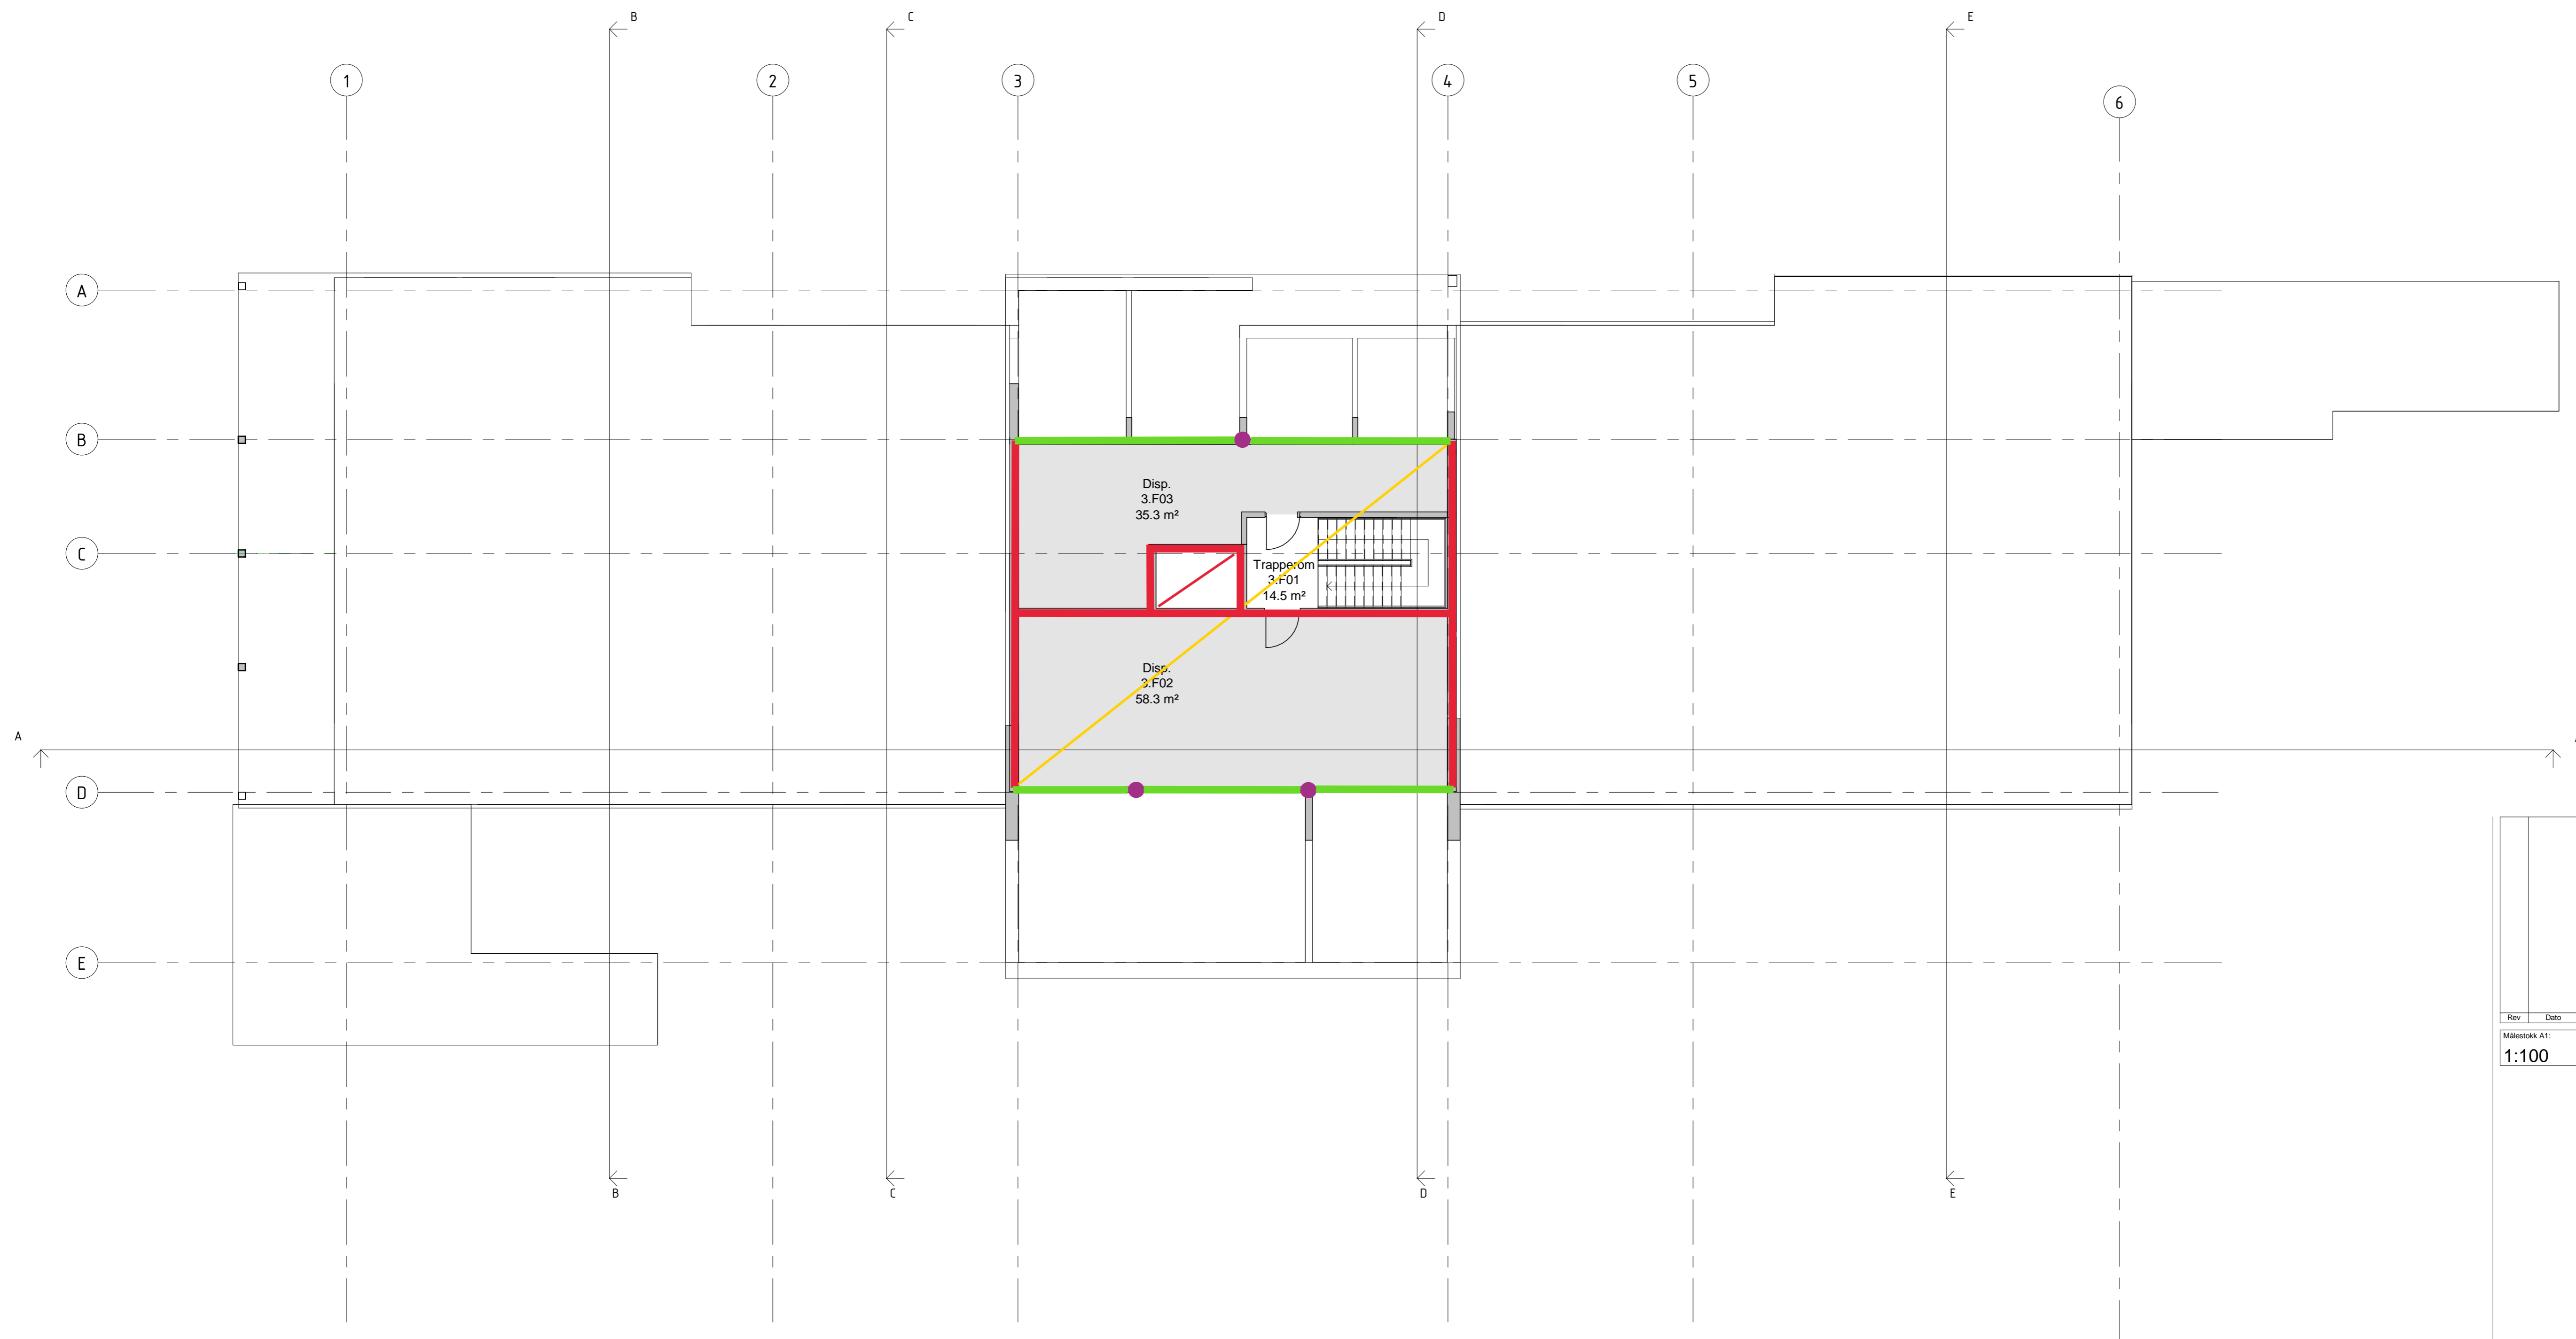 B
C
D
E
1
2
3
4
5
6
A
B
Disp.
3.F03
35.3 m²
C
Trapperom
3.F01
14.5 m²
Disp.
3.F02
58.3 m²
A
D
E
Rev
Dato
Målestokk A1:
1:100
B
C
D
E